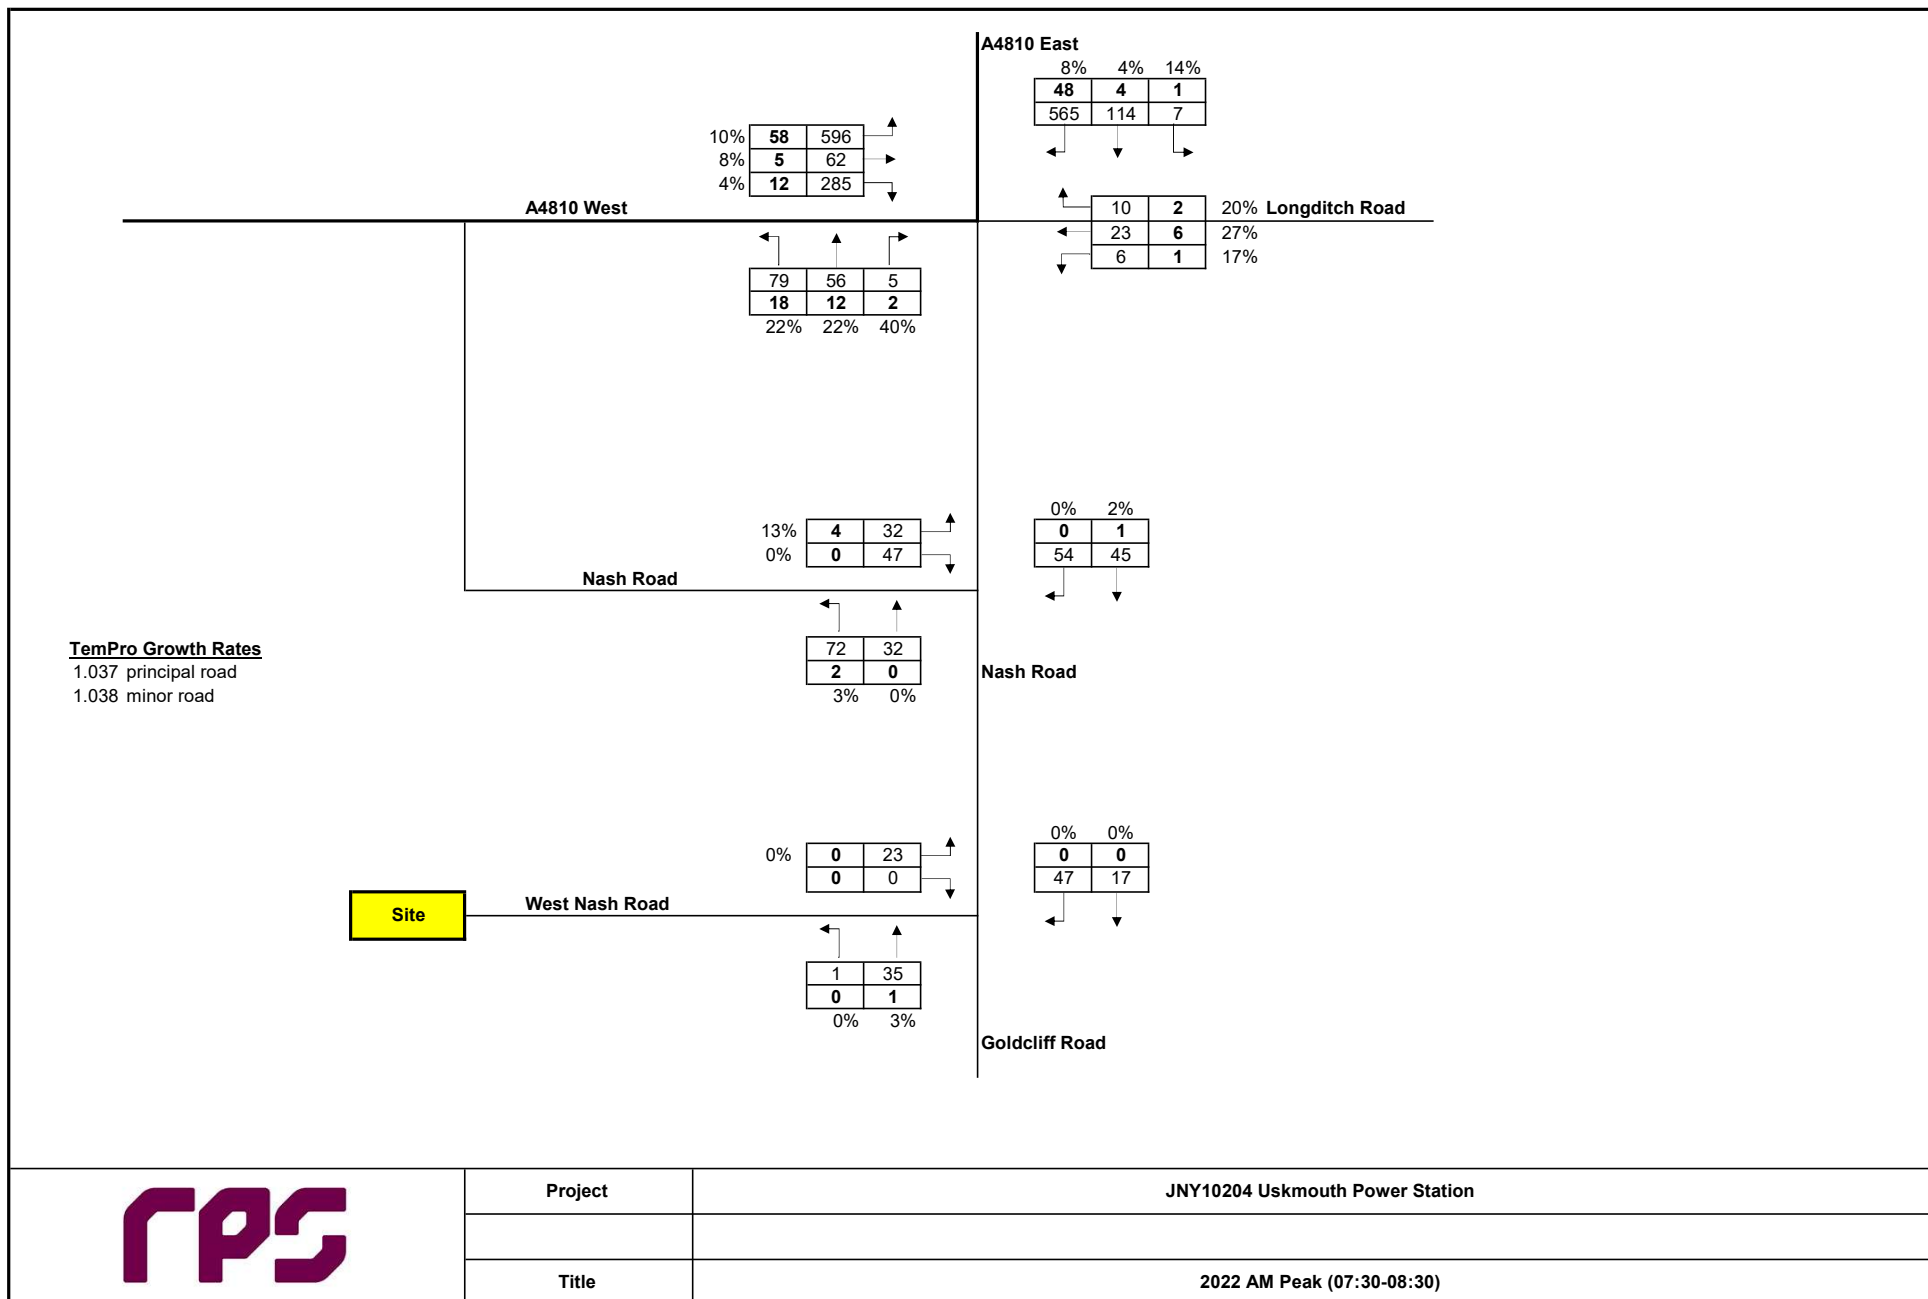 A4810 East
8% 4% 14%
48 4 1
565 114 7
10% 58 596
8% 5 62
4% 12 285
A4810 West
10 2 20% Longditch Road
23 6 27%
6 1 17%
79 56 5
18 12 2
22% 22% 40%
0% 2%
13% 4 32
0 1
0% 0 47
54 45
Nash Road
72 32
2 0
3% 0%
TemPro Growth Rates
1.037 principal road
1.038 minor road
Nash Road
0% 0%
0% 0 23
0 0
0 0
47 17
West Nash Road
Site
1 35
0 1
0% 3%
Goldcliff Road
rps
Project
JNY10204 Uskmouth Power Station
Title
2022 AM Peak (07:30-08:30)